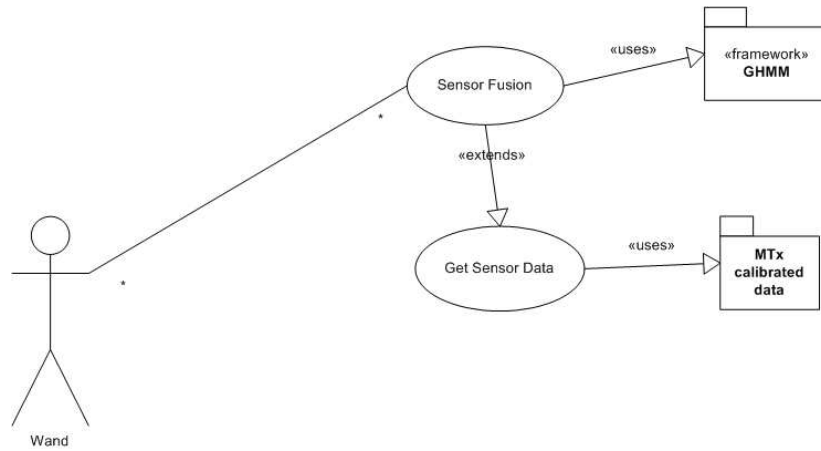 «uses»
«framework»
GHMM
Sensor Fusion
*
«extends»
«uses»
MTx
calibrated
data
Get Sensor Data
*
Wand